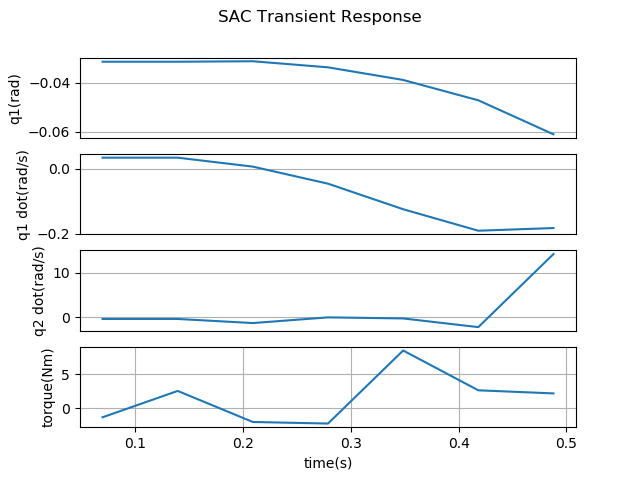 SAC Transient Response
q1(rad)
−0.04
−0.06
q1 dot(rad/s)
0.0
−0.2
q2 dot(rad/s)
10
0
torque(Nm)
5
0
0.1 0.2 0.3 0.4 0.5
time(s)